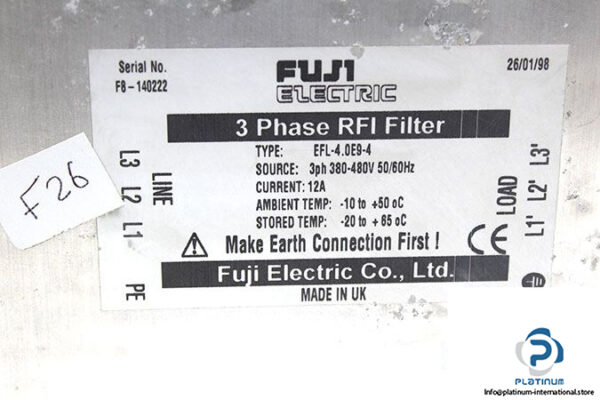 Serial No.
F8-140222
FUJI
ELECTRIC
26/01/98
3 Phase RFI Filter
TYPE: EFL-4.0E9-4
SOURCE: 3ph 380-480V 50/60Hz
CURRENT: 12A
AMBIENT TEMP: -10 to +50 oC
STORED TEMP: -20 to + 65 oC
Make Earth Connection First !
CE
Fuji Electric Co., Ltd.
MADE IN UK
LINE
L3 L2 L1 PE
LOAD
L1' L2' L3'
F26
PLATINUM
Info@platinum-international.store